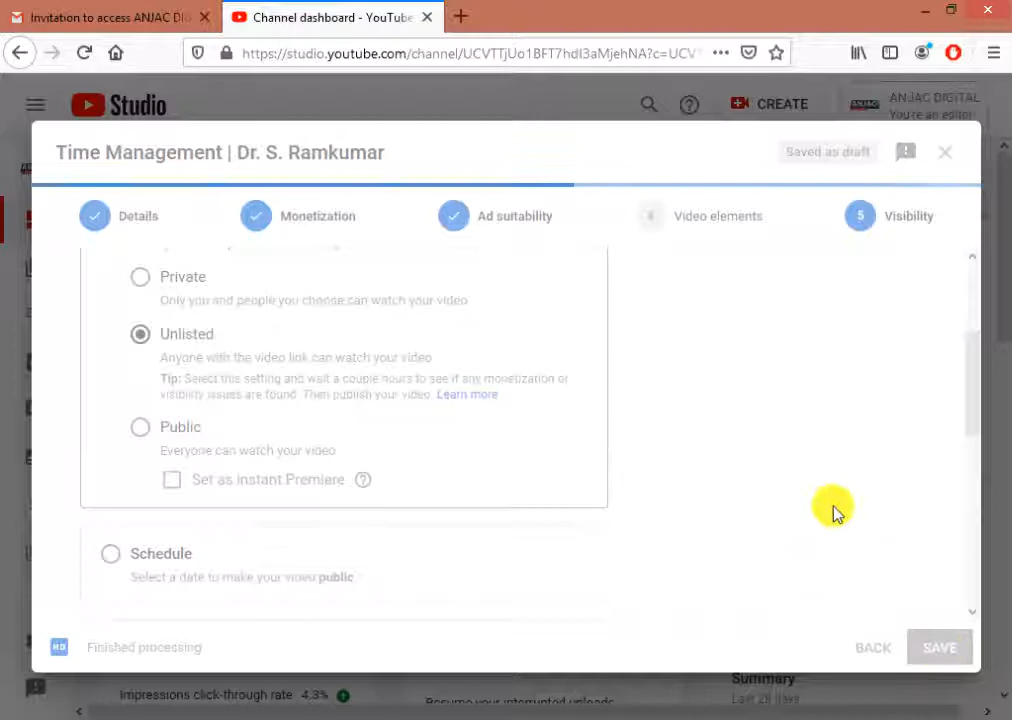 Invitation to access ANJAC DI
Channel dashboard - YouTube
https://studio.youtube.com/channel/UCVTTjUo1BFT7hdI3aMjehNA?c=UCV
Studio
CREATE
ANJAC DIGITAL
You're an editor
Time Management | Dr. S. Ramkumar
Saved as draft
Details
Monetization
Ad suitability
4
Video elements
5
Visibility
Private
Only you and people you choose can watch your video
Unlisted
Anyone with the video link can watch your video
Tip: Select this setting and wait a couple hours to see if any monetization or
visibility issues are found. Then publish your video. Learn more
Public
Everyone can watch your video
Set as instant Premiere
Schedule
Select a date to make your video public
HD
Finished processing
BACK
SAVE
Impressions click-through rate 4.3%
Resume your interrupted uploads
Summary
Last 28 days